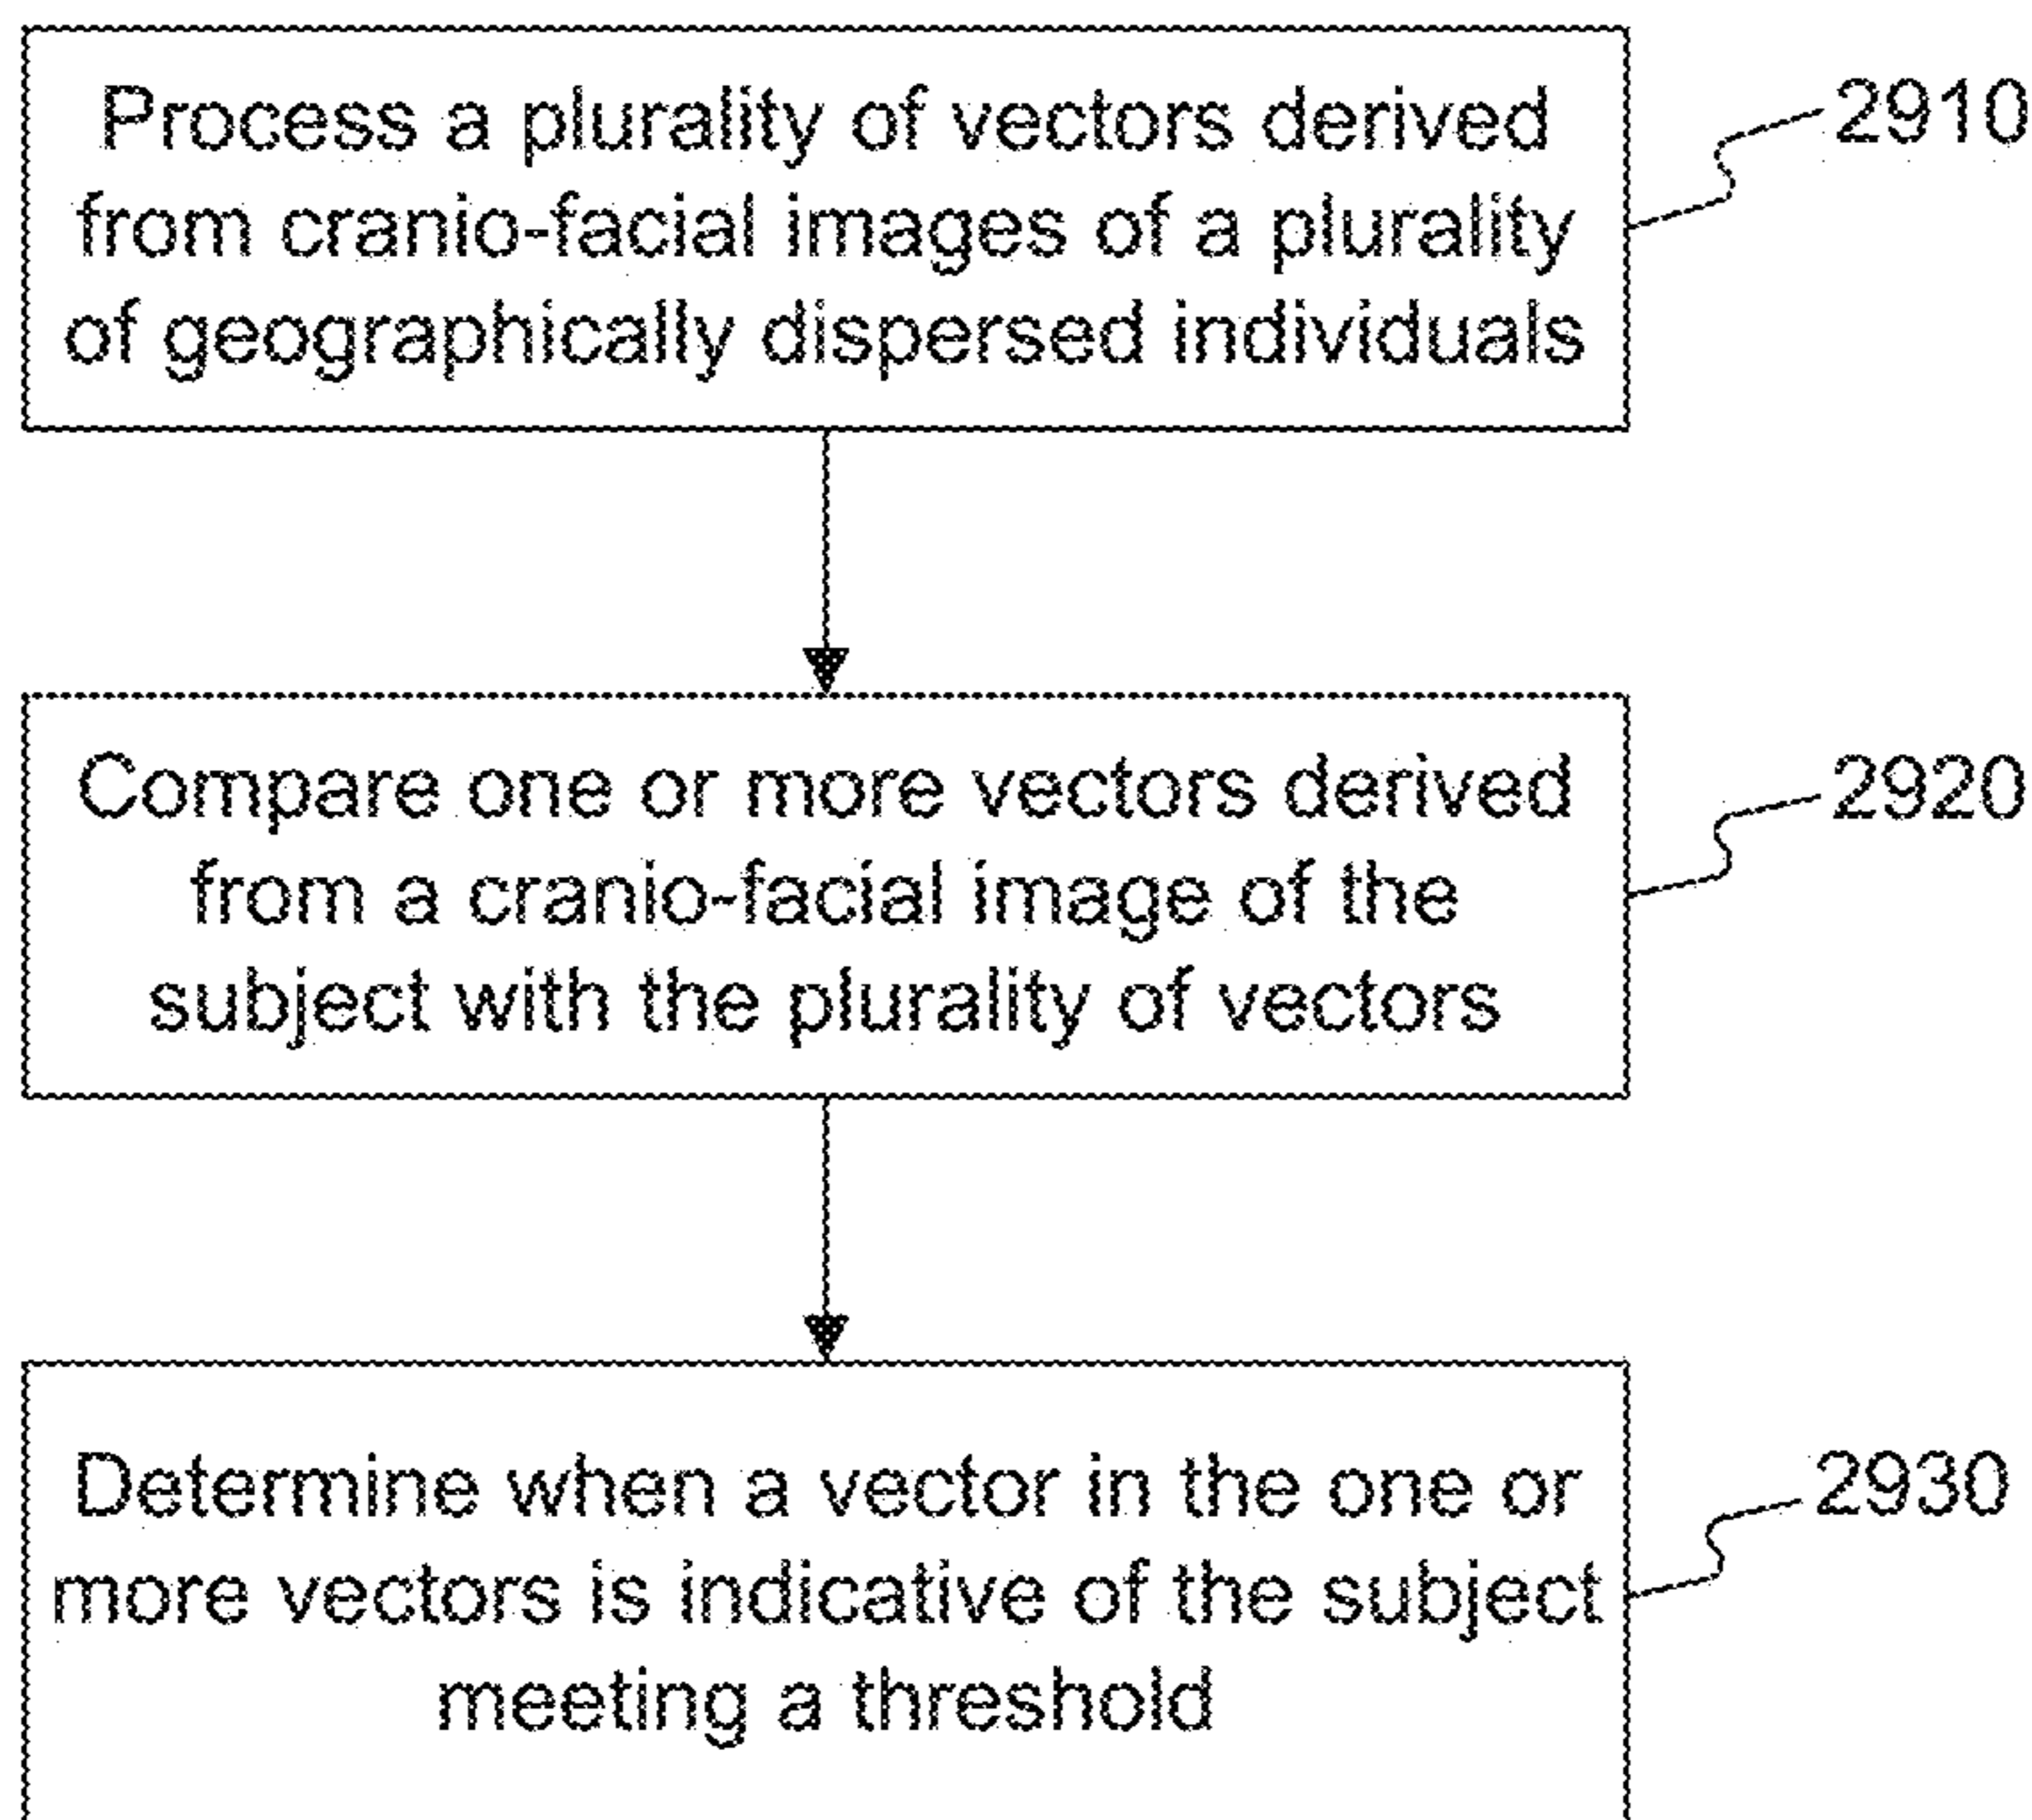 Process a plurality of vectors derived
from cranio-facial images of a plurality
of geographically dispersed individuals
2910
Compare one or more vectors derived
from a cranio-facial image of the
subject with the plurality of vectors
2920
Determine when a vector in the one or
more vectors is indicative of the subject
meeting a threshold
2930